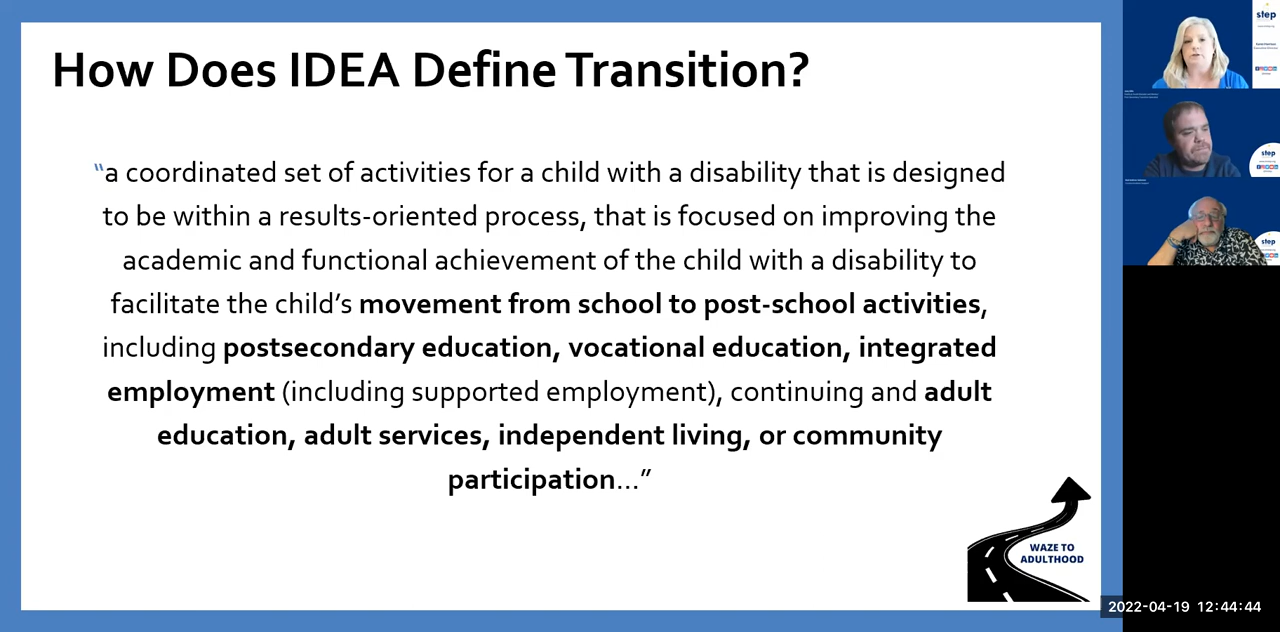 How Does IDEA Define Transition?
“a coordinated set of activities for a child with a disability that is designed
to be within a results-oriented process, that is focused on improving the
academic and functional achievement of the child with a disability to
facilitate the child’s movement from school to post-school activities,
including postsecondary education, vocational education, integrated
employment (including supported employment), continuing and adult
education, adult services, independent living, or community
participation…”
WAZE TO
ADULTHOOD
step
step
step
2022-04-19 12:44:44